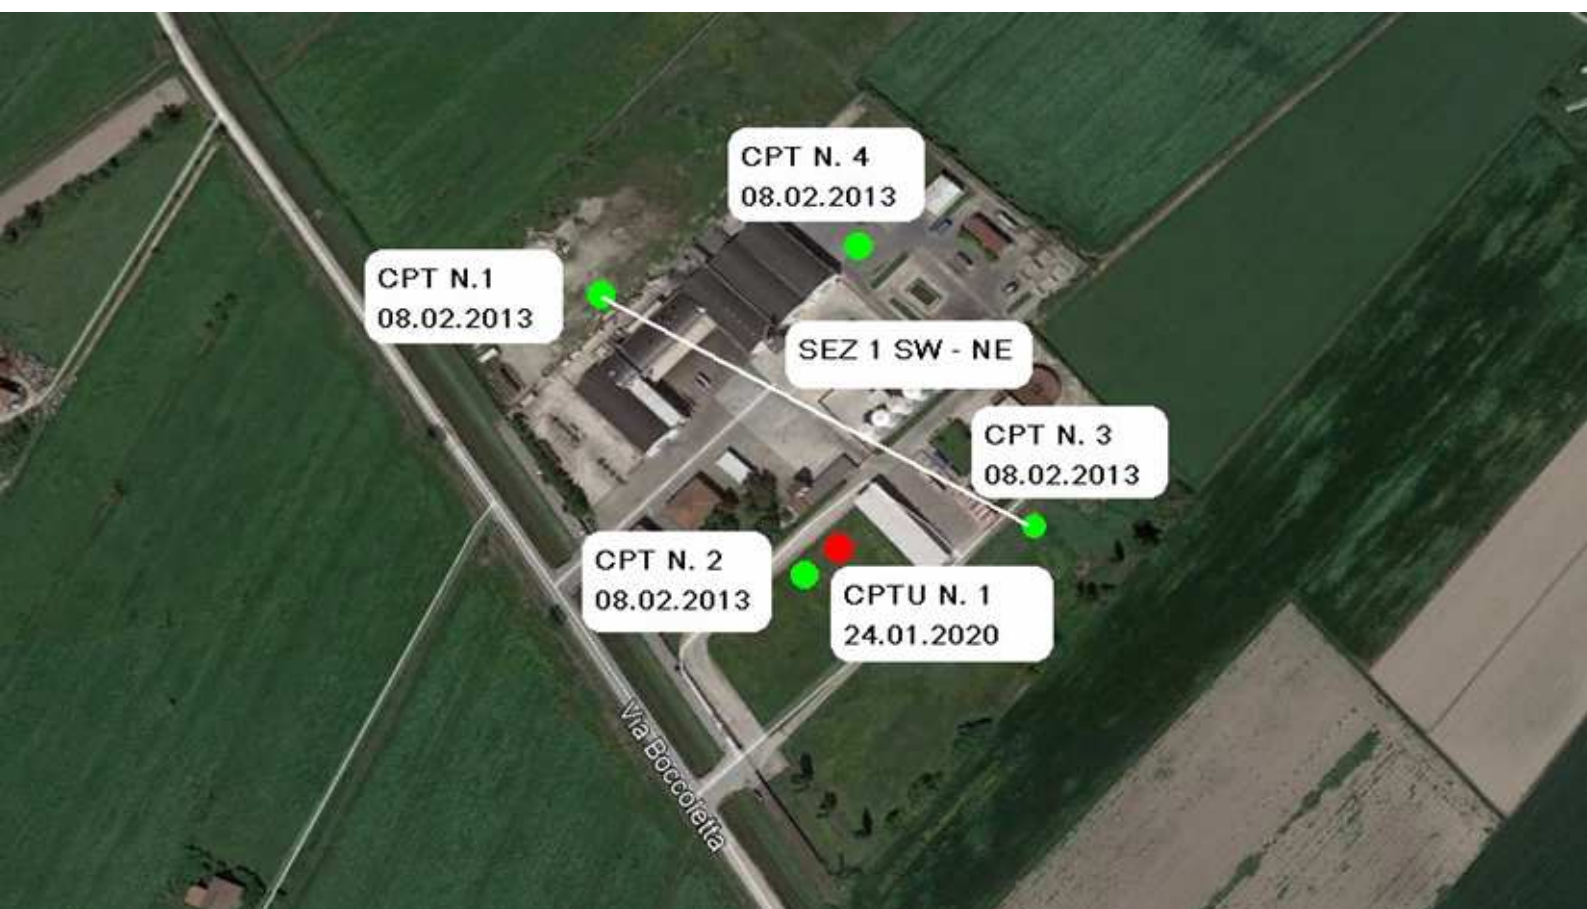 CPT N. 4
08.02.2013
CPT N.1
08.02.2013
SEZ 1 SW - NE
CPT N. 3
08.02.2013
CPT N. 2
08.02.2013
CPTU N. 1
24.01.2020
Via Boccoletta